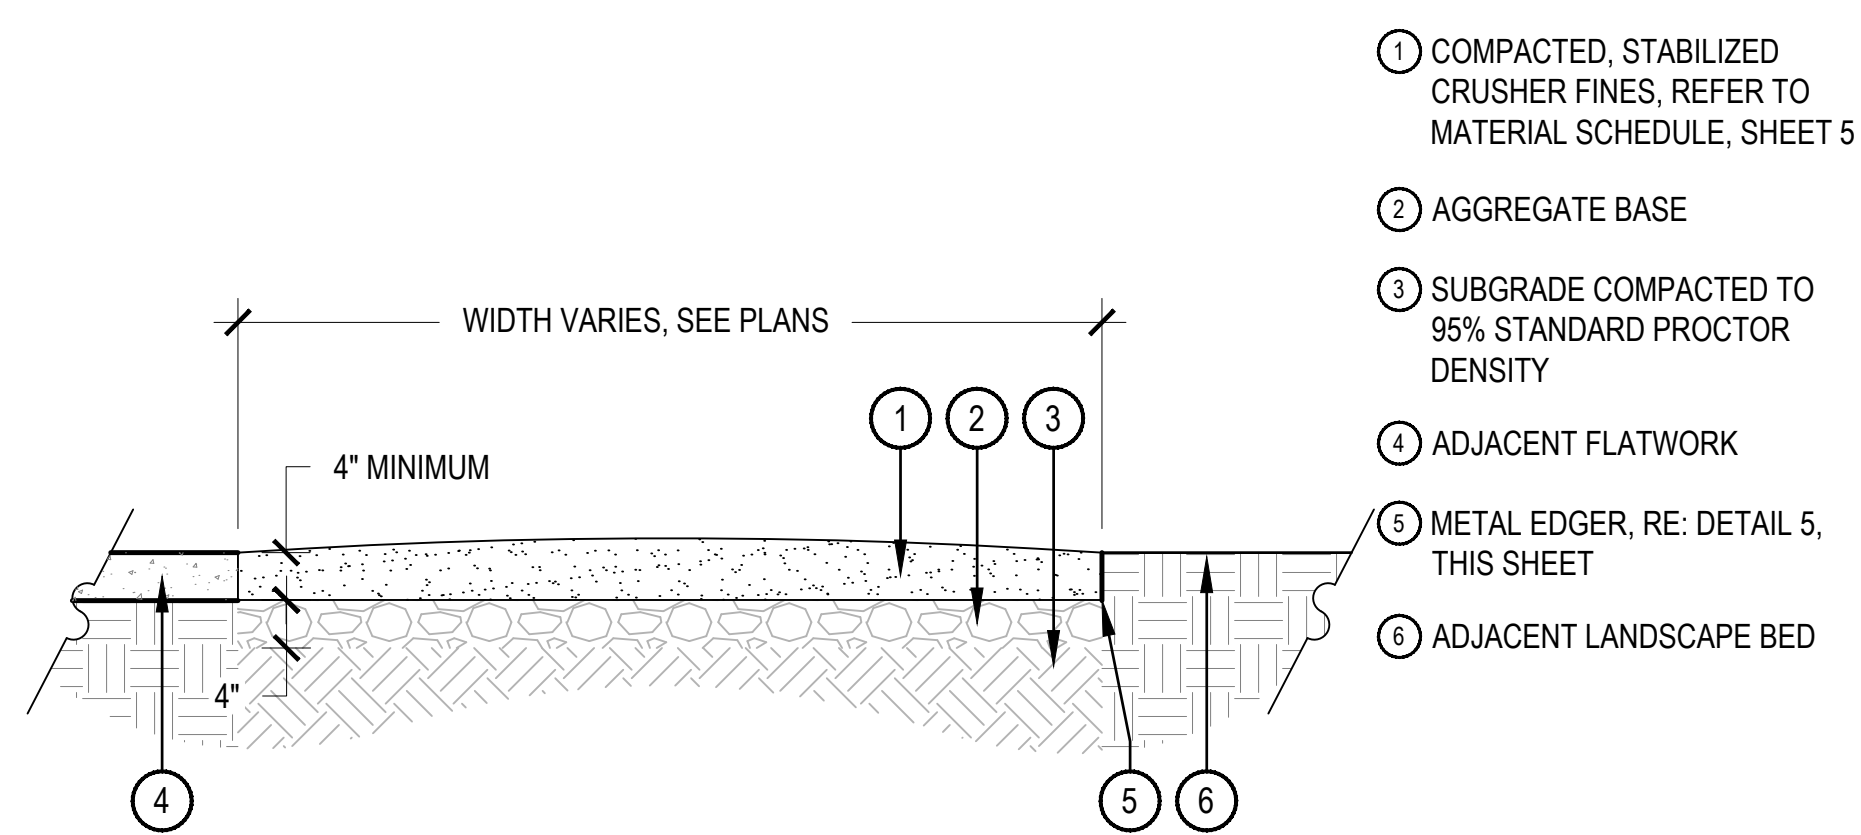 1 COMPACTED, STABILIZED
CRUSHER FINES, REFER TO
MATERIAL SCHEDULE, SHEET 5
2 AGGREGATE BASE
3 SUBGRADE COMPACTED TO
95% STANDARD PROCTOR
DENSITY
4 ADJACENT FLATWORK
5 METAL EDGER, RE: DETAIL 5,
THIS SHEET
6 ADJACENT LANDSCAPE BED
WIDTH VARIES, SEE PLANS
1 2 3
4" MINIMUM
4"
4 5 6